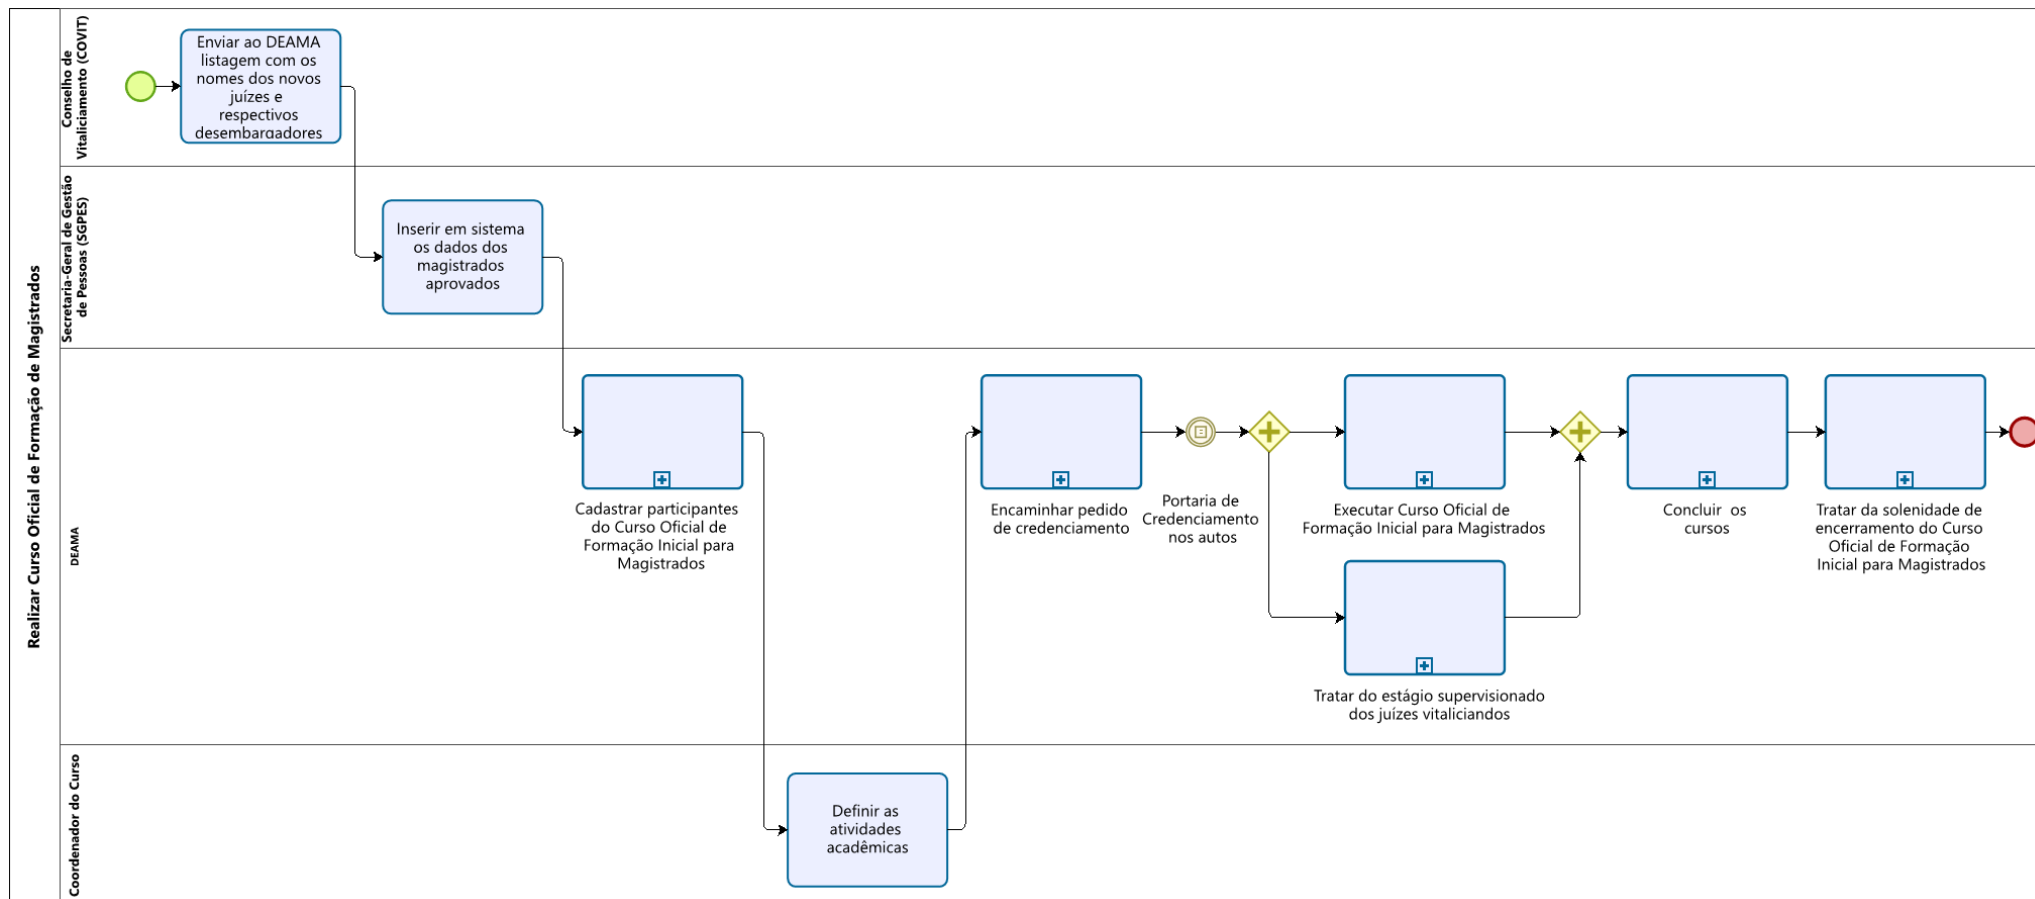 Realizar Curso Oficial de Formação de Magistrados
Conselho de
Vitaliciamento (COVIT)
Enviar ao DEAMA
listagem com os
nomes dos novos
juízes e
respectivos
desembargadores
Secretaria-Geral de Gestão
de Pessoas (SGPES)
Inserir em sistema
os dados dos
magistrados
aprovados
DEAMA
Cadastrar participantes
do Curso Oficial de
Formação Inicial para
Magistrados
Encaminhar pedido
de credenciamento
Portaria de
Credenciamento
nos autos
Executar Curso Oficial de
Formação Inicial para Magistrados
Tratar do estágio supervisionado
dos juízes vitaliciandos
Concluir os
cursos
Tratar da solenidade de
encerramento do Curso
Oficial de Formação
Inicial para Magistrados
Coordenador do Curso
Definir as
atividades
acadêmicas